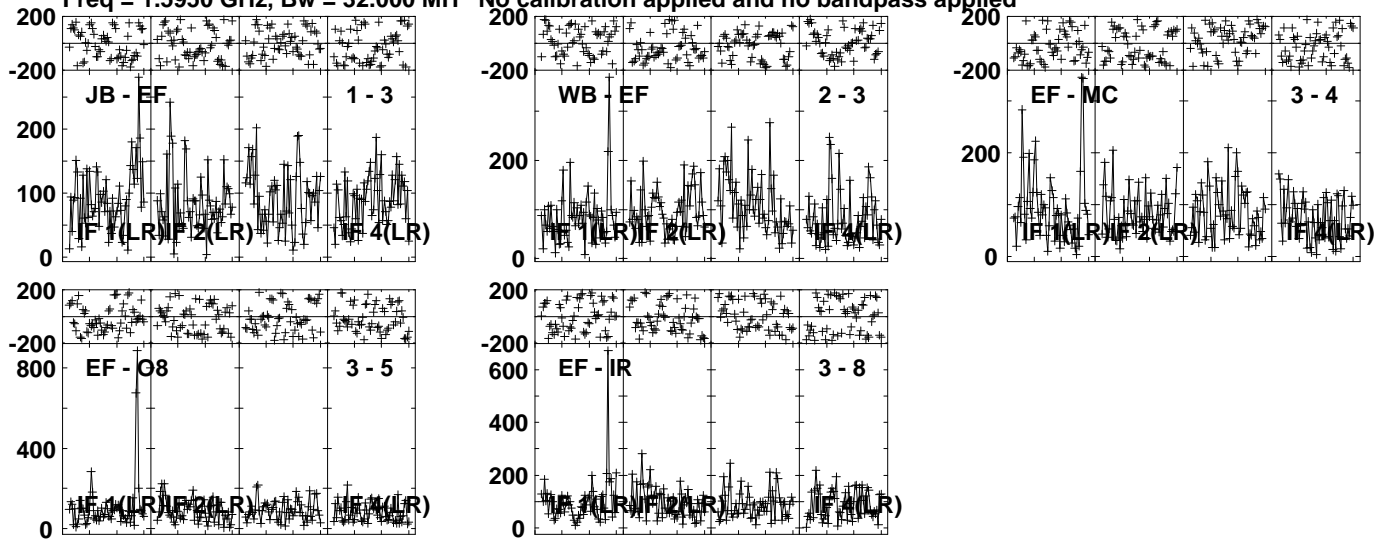 Freq = 1.5950 GHz, Bw = 32.000 MH No calibration applied and no bandpass applied
200
-200
JB - EF 1 - 3
200
100
IF 1(LR) IF 2(LR) IF 4(LR)
0
200
-200
WB - EF 2 - 3
200
IF 1(LR) IF 2(LR) IF 4(LR)
0
200
-200
EF - MC 3 - 4
200
IF 1(LR) IF 2(LR) IF 4(LR)
0
200
-200
EF - O8 3 - 5
800
400
IF 1(LR) IF 2(LR) IF 4(LR)
0
200
-200
EF - IR 3 - 8
600
400
200
IF 1(LR) IF 2(LR) IF 4(LR)
100
0